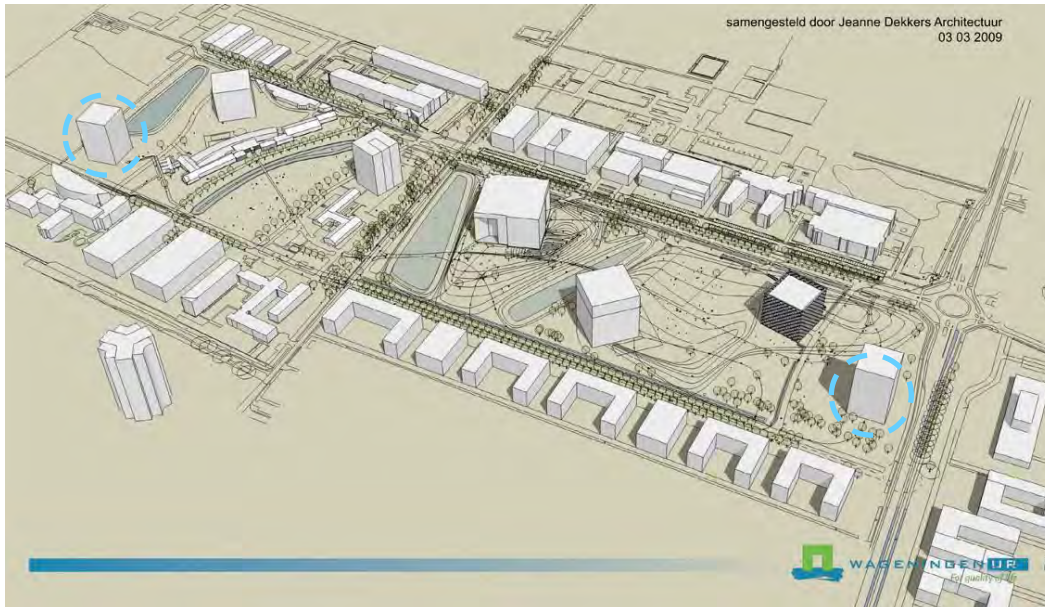 samengesteld door Jeanne Dekkers Architectuur
03 03 2009
WAGENINGEN UR
For quality of life